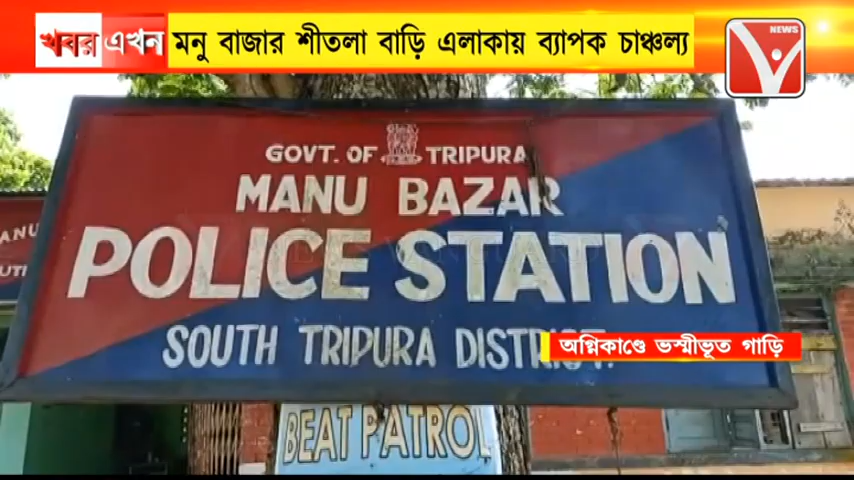 খবর এখন মনু বাজার শীতলা বাড়ি এলাকায় ব্যাপক চাঞ্চল্য
NEWS
V
GOVT. OF TRIPURA
MANU BAZAR
POLICE STATION
SOUTH TRIPURA DISTRICT.
অগ্নিকাণ্ডে ভস্মীভূত গাড়ি
BEAT PATROL